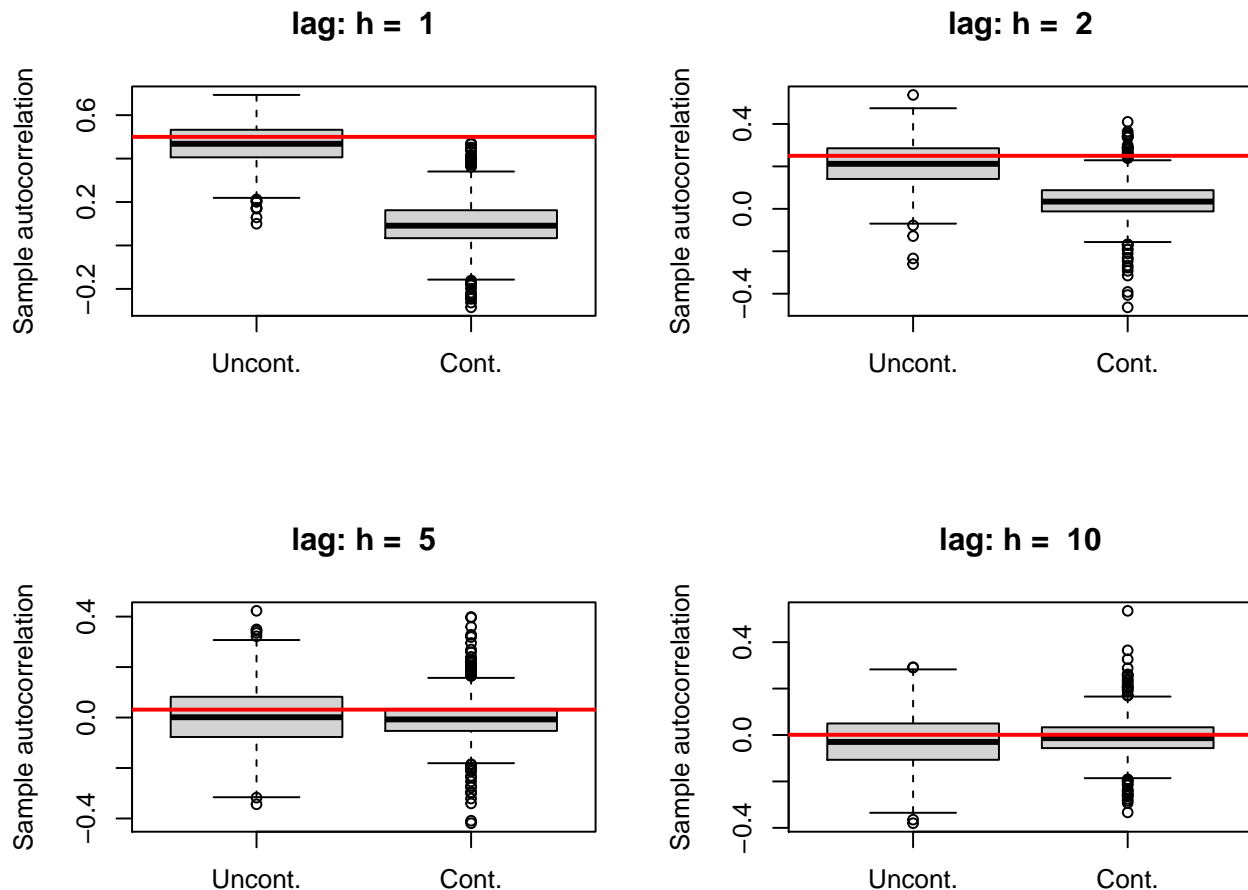 lag: h =  1
Sample autocorrelation
0.6
0.2
−0.2
Uncont.
Cont.
lag: h =  2
Sample autocorrelation
0.4
0.0
−0.4
Uncont.
Cont.
lag: h =  5
Sample autocorrelation
0.4
0.0
−0.4
Uncont.
Cont.
lag: h =  10
Sample autocorrelation
0.4
0.0
−0.4
Uncont.
Cont.